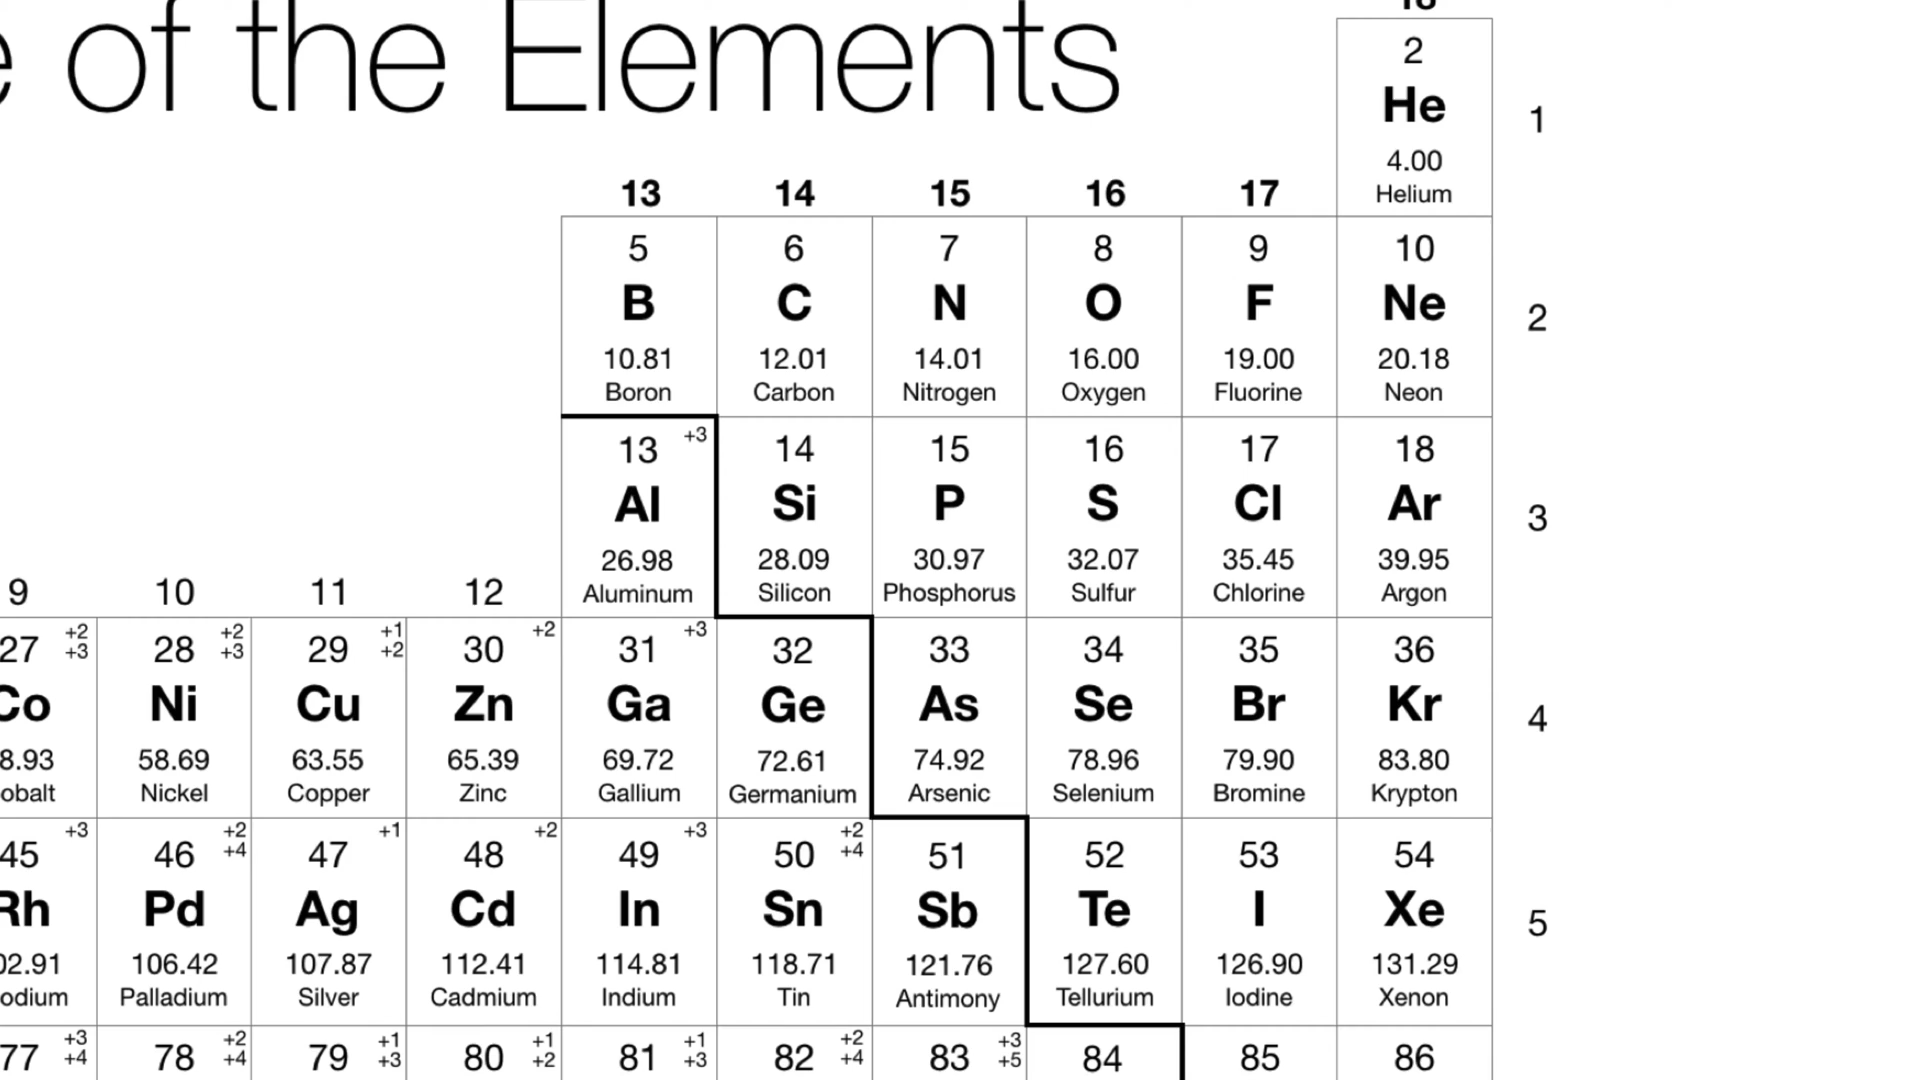 of the Elements
2
He
4.00
Helium
1
13 14 15 16 17
5 6 7 8 9 10
B C N O F Ne
2
10.81 12.01 14.01 16.00 19.00 20.18
Boron Carbon Nitrogen Oxygen Fluorine Neon
13 +3 14 15 16 17 18
Al Si P S Cl Ar
3
26.98 28.09 30.97 32.07 35.45 39.95
Aluminum Silicon Phosphorus Sulfur Chlorine Argon
9 10 11 12
27 +2 +3 28 +2 +3 29 +1 +2 30 +2 31 +3 32 33 34 35 36
Co Ni Cu Zn Ga Ge As Se Br Kr
4
8.93 58.69 63.55 65.39 69.72 72.61 74.92 78.96 79.90 83.80
obalt Nickel Copper Zinc Gallium Germanium Arsenic Selenium Bromine Krypton
45 +3 46 +2 +4 47 +1 48 +2 49 +3 50 +2 +4 51 52 53 54
Rh Pd Ag Cd In Sn Sb Te I Xe
5
02.91 106.42 107.87 112.41 114.81 118.71 121.76 127.60 126.90 131.29
odium Palladium Silver Cadmium Indium Tin Antimony Tellurium Iodine Xenon
77 +3 +4 78 +2 +4 79 +1 +3 80 +1 +2 81 +1 +3 82 +2 +4 83 +3 +5 84 85 86